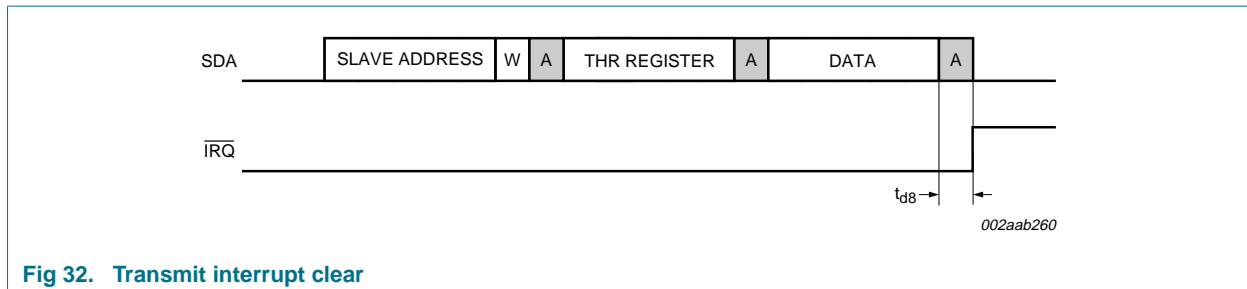 SDA SLAVE ADDRESS W A THR REGISTER A DATA A
IRQ
td8
002aab260
Fig 32. Transmit interrupt clear